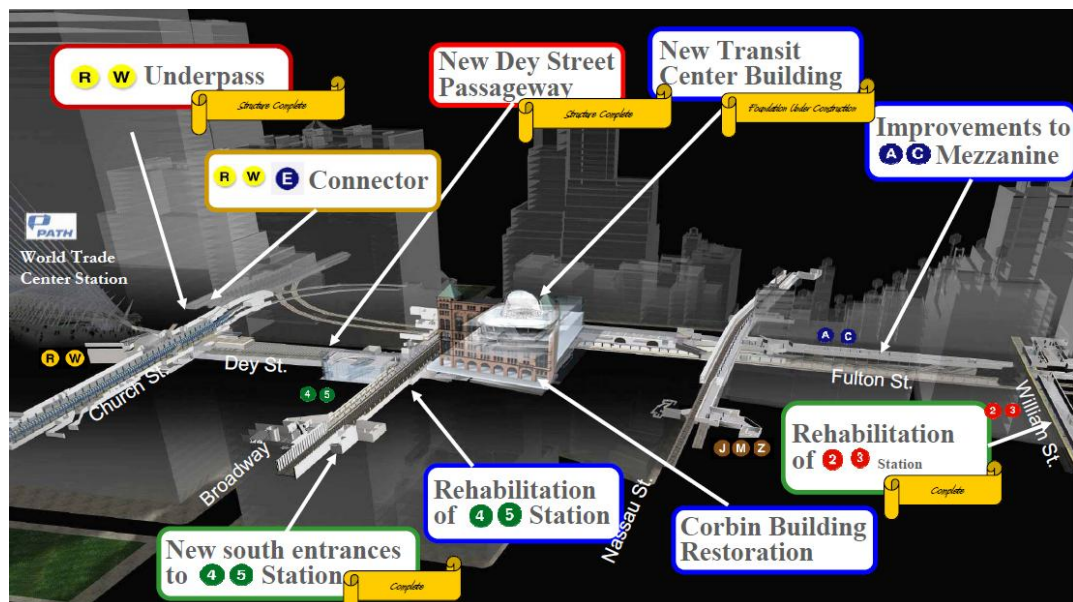 R W Underpass
Structure Complete
New Dey Street
Passageway
Structure Complete
New Transit
Center Building
Foundation Under Construction
Improvements to
A C Mezzanine
R W E Connector
PATH
World Trade
Center Station
R W
Church St.
Dey St.
4 5
Broadway
A C
Fulton St.
William St.
2 3
J M Z
Nassau St.
Rehabilitation
of 2 3 Station
Complete
Rehabilitation
of 4 5 Station
Corbin Building
Restoration
New south entrances
to 4 5 Station
Complete